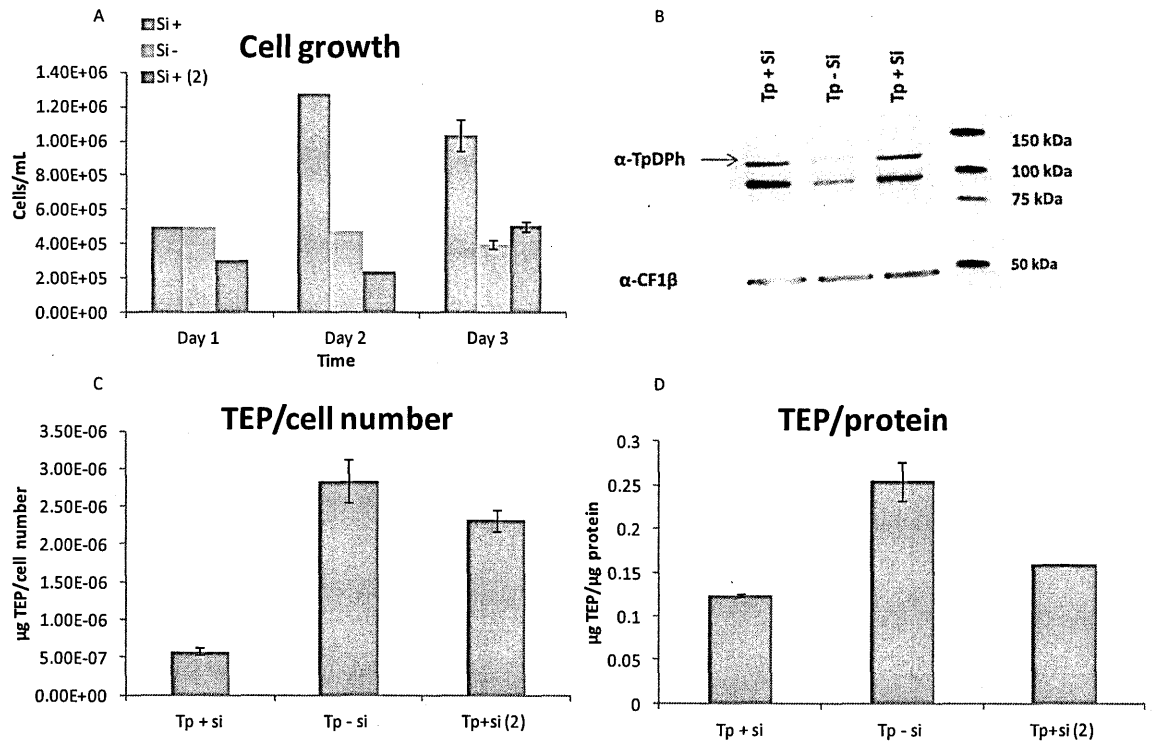 A
Si +
Si -
Si + (2)
Cell growth
1.40E+06
1.20E+06
1.00E+06
8.00E+05
6.00E+05
4.00E+05
2.00E+05
0.00E+00
Cells/mL
Day 1
Day 2
Day 3
Time
B
Tp + Si
Tp - Si
Tp + Si
α-TpDPh
150 kDa
100 kDa
75 kDa
50 kDa
α-CF1β
C
TEP/cell number
3.50E-06
3.00E-06
2.50E-06
2.00E-06
1.50E-06
1.00E-06
5.00E-07
0.00E+00
μg TEP/cell number
Tp + si
Tp - si
Tp+si (2)
D
TEP/protein
0.3
0.25
0.2
0.15
0.1
0.05
0
μg TEP/μg protein
Tp + si
Tp - si
Tp+si (2)